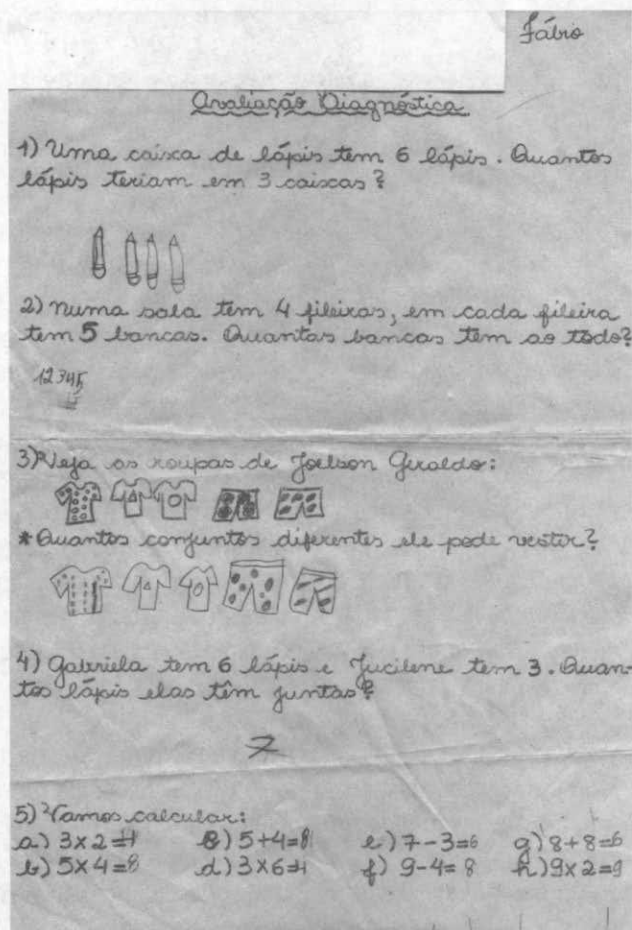 Fábio
Avaliação Diagnóstica
1) Uma caixa de lápis tem 6 lápis. Quantos
lápis teriam em 3 caixas?
2) Numa sala tem 4 fileiras, em cada fileira
tem 5 bancas. Quantas bancas tem ao todo?
12345
3) Veja as roupas de Joelson Geraldo:
* Quantos conjuntos diferentes ele pode vestir?
4) Gabriela tem 6 lápis e Jucilene tem 3. Quan-
tos lápis elas têm juntas?
7
5) Vamos calcular:
a) 3x2=4 5+4=8 e) 7-3=6 g) 8+8=6
b) 5x4=8 d) 3x6=4 f) 9-4=8 h) 9x2=9